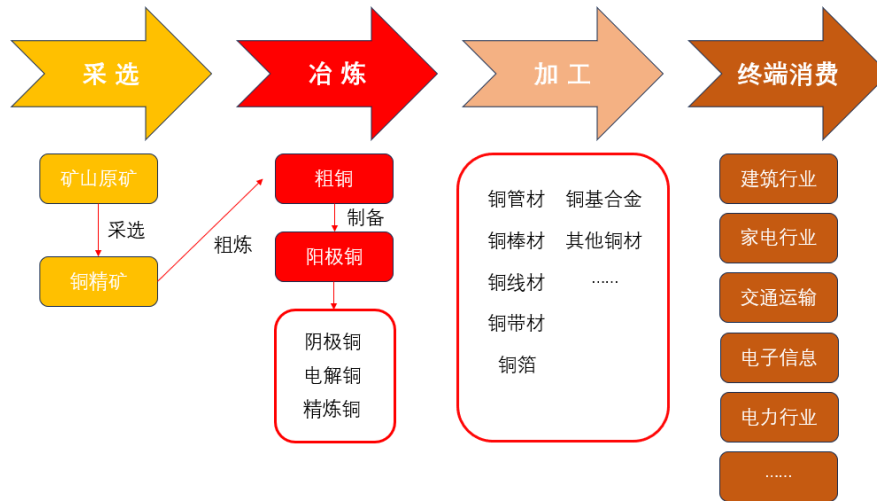 采 选
冶 炼
加 工
终端消费
矿山原矿
采选
铜精矿
粗炼
粗铜
制备
阳极铜
阴极铜
电解铜
精炼铜
铜管材
铜棒材
铜线材
铜带材
铜箔
铜基合金
其他铜材
……
建筑行业
家电行业
交通运输
电子信息
电力行业
……